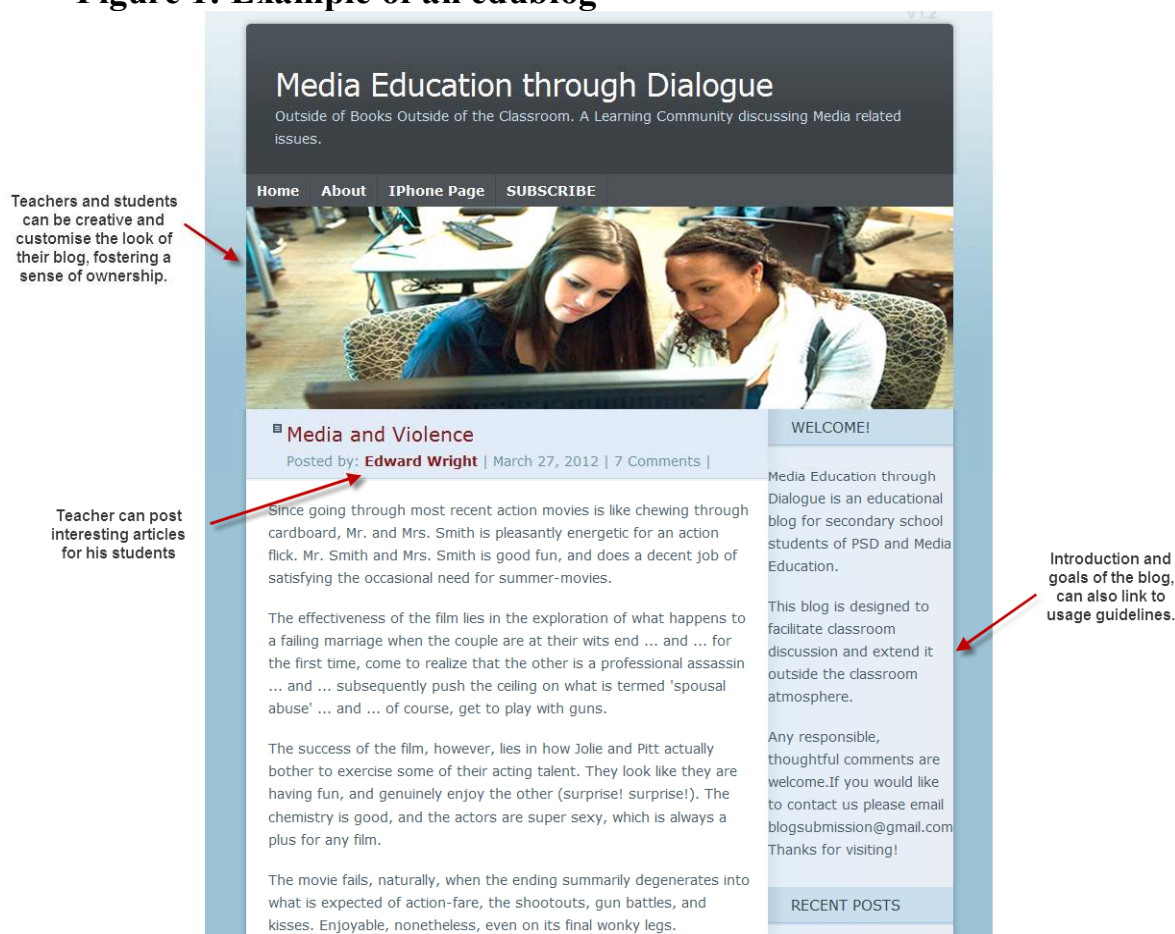 Figure 1: Example of an edublog
V1.2
Media Education through Dialogue
Outside of Books Outside of the Classroom. A Learning Community discussing Media related
issues.
Home About IPhone Page SUBSCRIBE
Teachers and students
can be creative and
customise the look of
their blog, fostering a
sense of ownership.
Media and Violence
Posted by: Edward Wright | March 27, 2012 | 7 Comments |
Teacher can post
interesting articles
for his students
Since going through most recent action movies is like chewing through
cardboard, Mr. and Mrs. Smith is pleasantly energetic for an action
flick. Mr. Smith and Mrs. Smith is good fun, and does a decent job of
satisfying the occasional need for summer-movies.
The effectiveness of the film lies in the exploration of what happens to
a failing marriage when the couple are at their wits end ... and ... for
the first time, come to realize that the other is a professional assassin
... and ... subsequently push the ceiling on what is termed 'spousal
abuse' ... and ... of course, get to play with guns.
The success of the film, however, lies in how Jolie and Pitt actually
bother to exercise some of their acting talent. They look like they are
having fun, and genuinely enjoy the other (surprise! surprise!). The
chemistry is good, and the actors are super sexy, which is always a
plus for any film.
The movie fails, naturally, when the ending summarily degenerates into
what is expected of action-fare, the shootouts, gun battles, and
kisses. Enjoyable, nonetheless, even on its final wonky legs.
WELCOME!
Media Education through
Dialogue is an educational
blog for secondary school
students of PSD and Media
Education.
This blog is designed to
facilitate classroom
discussion and extend it
outside the classroom
atmosphere.
Any responsible,
thoughtful comments are
welcome.If you would like
to contact us please email
blogsubmission@gmail.com
Thanks for visiting!
RECENT POSTS
Introduction and
goals of the blog,
can also link to
usage guidelines.